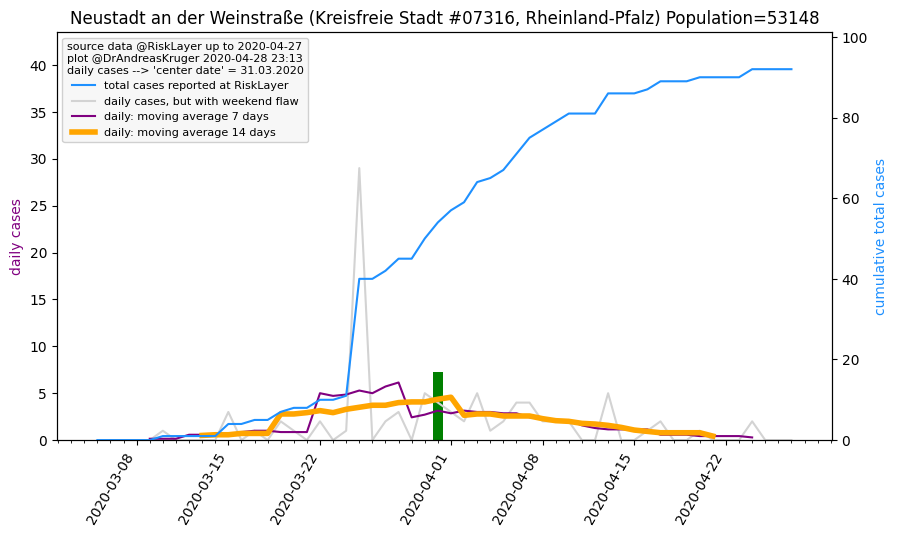 Neustadt an der Weinstraße (Kreisfreie Stadt #07316, Rheinland-Pfalz) Population=53148
source data @RiskLayer up to 2020-04-27
plot @DrAndreasKruger 2020-04-28 23:13
daily cases --> 'center date' = 31.03.2020
total cases reported at RiskLayer
daily cases, but with weekend flaw
daily: moving average 7 days
daily: moving average 14 days
daily cases
40
35
30
25
20
15
10
5
0
100
80
60
40
20
0
cumulative total cases
2020-03-08
2020-03-15
2020-03-22
2020-04-01
2020-04-08
2020-04-15
2020-04-22